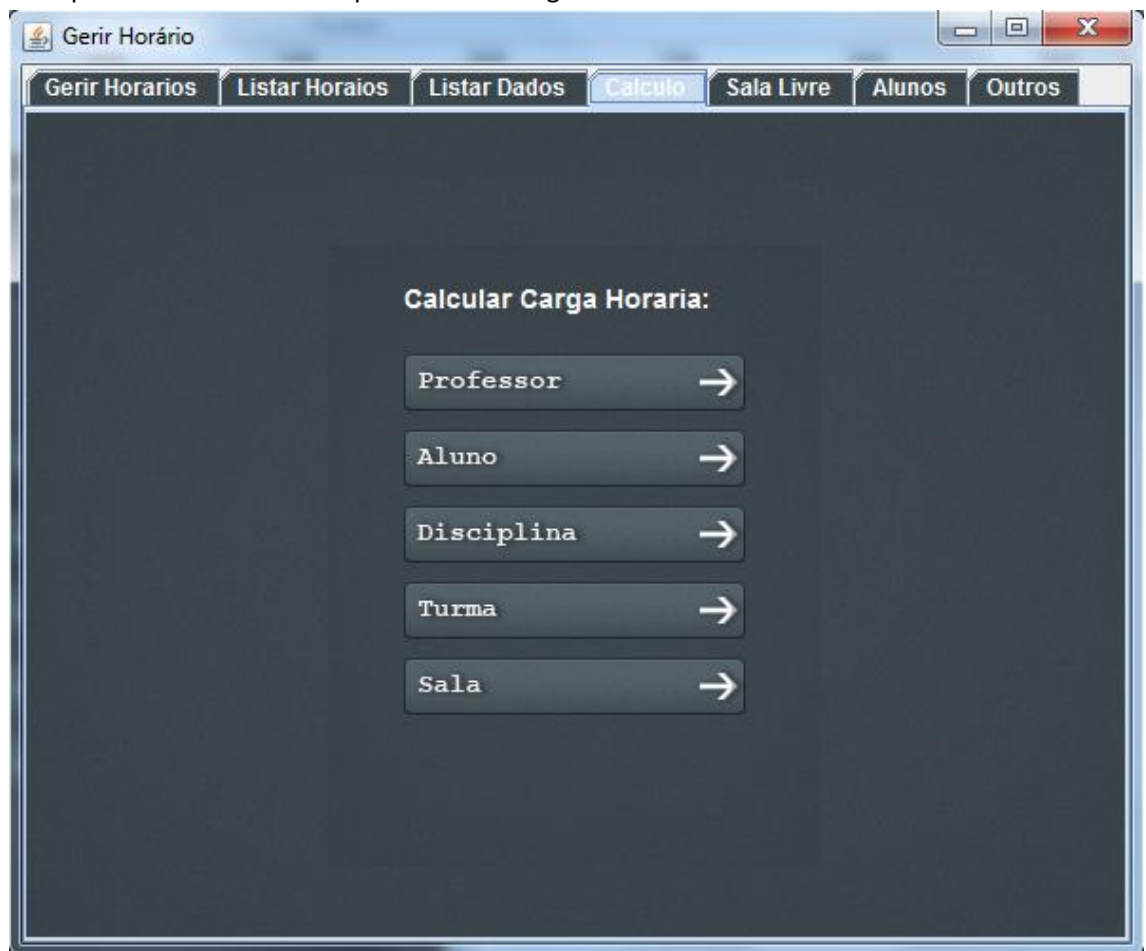 Gerir Horário
Gerir Horarios Listar Horaios Listar Dados Calculo Sala Livre Alunos Outros
Calcular Carga Horaria:
Professor
Aluno
Disciplina
Turma
Sala